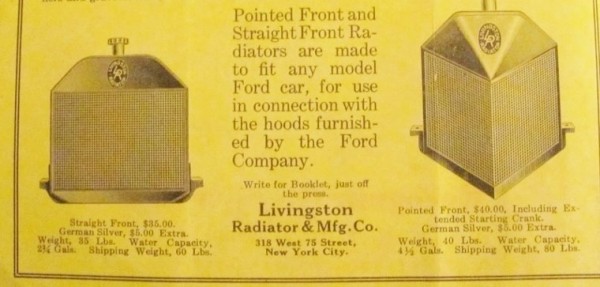 Pointed Front and
Straight Front Ra-
diators are made
to fit any model
Ford car, for use
in connection with
the hoods furnish-
ed by the Ford
Company.
Write for Booklet, just off
the press.
Livingston
Radiator & Mfg. Co.
318 West 75 Street,
New York City.
Straight Front, $35.00.
German Silver, $5.00 Extra.
Weight, 35 Lbs. Water Capacity,
2¾ Gals. Shipping Weight, 60 Lbs.
Pointed Front, $40.00, Including Ex-
tended Starting Crank.
German Silver, $5.00 Extra.
Weight, 40 Lbs. Water Capacity,
4½ Gals. Shipping Weight, 80 Lbs.